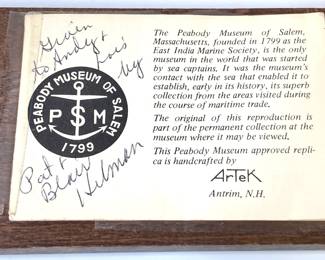 Given
to Andy +
Lois
by
PEABODY MUSEUM OF SALEM
PSM
1799
Pat +
Blair
Hilman
The Peabody Museum of Salem,
Massachusetts, founded in 1799 as the
East India Marine Society, is the only
museum in the world that was started
by sea captains. It was the museum's
contact with the sea that enabled it to
establish, early in its history, its superb
collection from the areas visited during
the course of maritime trade.
The original of this reproduction is
part of the permanent collection at the
museum where it may be viewed.
This Peabody Museum approved repli-
ca is handcrafted by
ArTeK
Antrim, N.H.